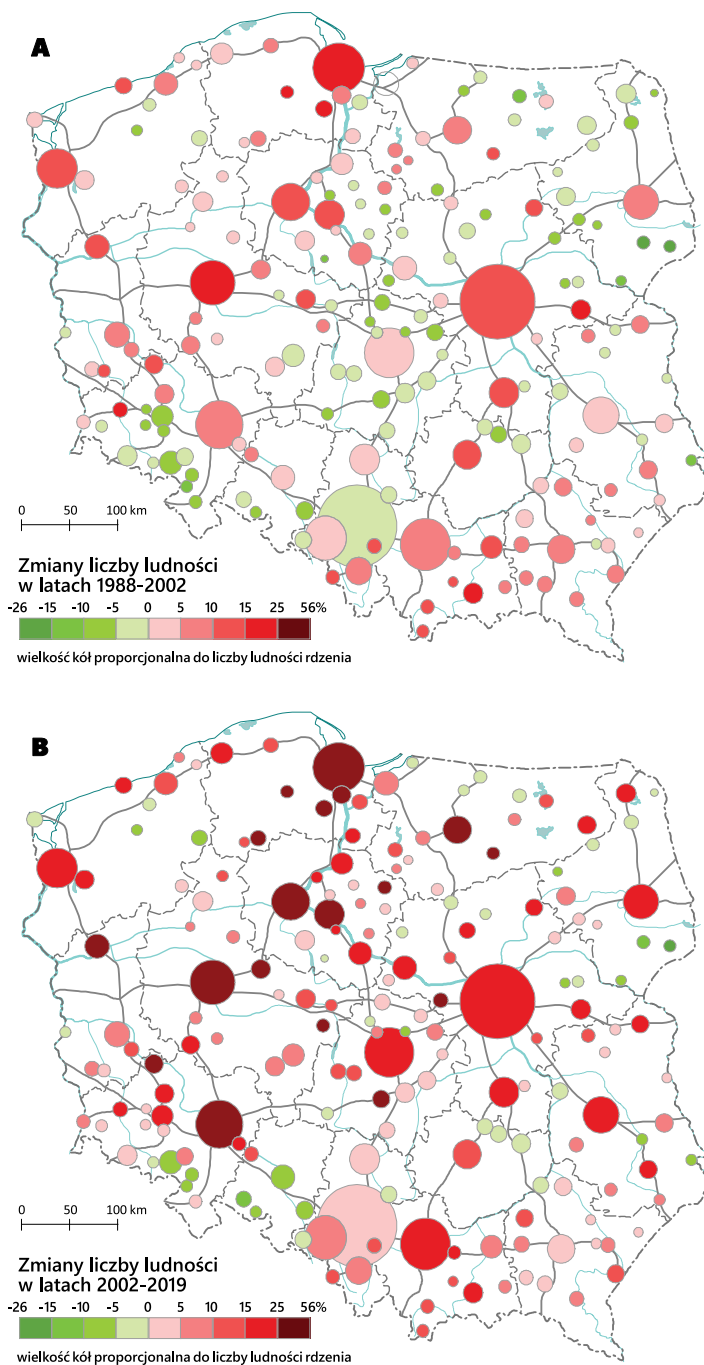 A
0 50 100 km
Zmiany liczby ludności
w latach 1988-2002
-26 -15 -10 -5 0 5 10 15 25 56%
wielkość kół proporcjonalna do liczby ludności rdzenia
B
0 50 100 km
Zmiany liczby ludności
w latach 2002-2019
-26 -15 -10 -5 0 5 10 15 25 56%
wielkość kół proporcjonalna do liczby ludności rdzenia